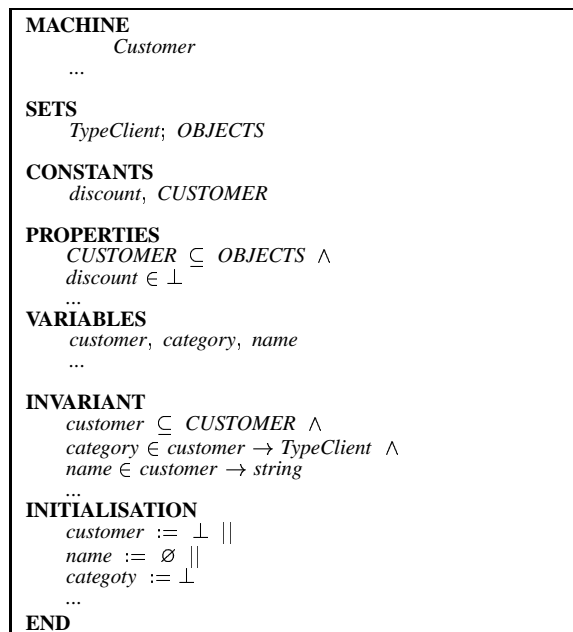 MACHINE
Customer
...
SETS
TypeClient; OBJECTS
CONSTANTS
discount, CUSTOMER
PROPERTIES
CUSTOMER ⊆ OBJECTS ∧
discount ∈ ⊥
...
VARIABLES
customer, category, name
...
INVARIANT
customer ⊆ CUSTOMER ∧
category ∈ customer → TypeClient ∧
name ∈ customer → string
...
INITIALISATION
customer := ⊥ ||
name := ∅ ||
categoty := ⊥
...
END